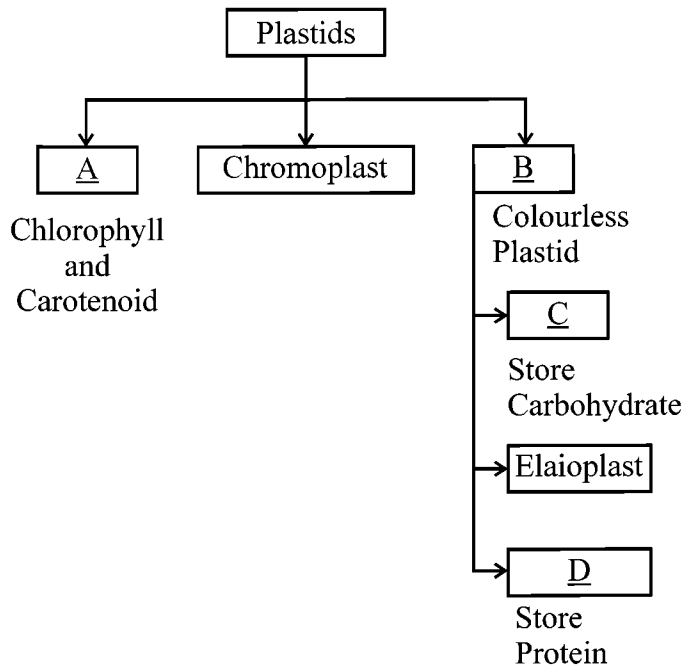 Plastids
A
Chromoplast
B
Chlorophyll
and
Carotenoid
Colourless
Plastid
C
Store
Carbohydrate
Elaioplast
D
Store
Protein